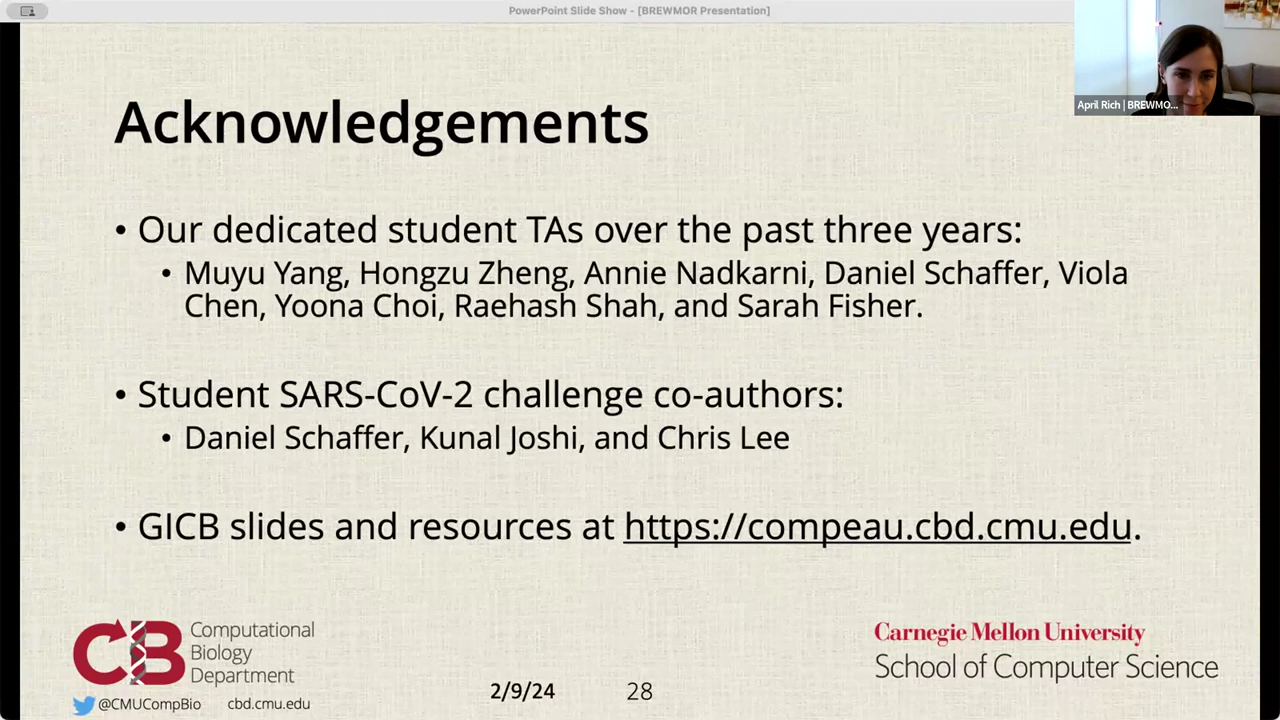 PowerPoint Slide Show - [BREWMOR Presentation]
April Rich | BREWMO...
Acknowledgements
• Our dedicated student TAs over the past three years:
• Muyu Yang, Hongzu Zheng, Annie Nadkarni, Daniel Schaffer, Viola
Chen, Yoona Choi, Raehash Shah, and Sarah Fisher.
• Student SARS-CoV-2 challenge co-authors:
• Daniel Schaffer, Kunal Joshi, and Chris Lee
• GICB slides and resources at https://compeau.cbd.cmu.edu.
CB
Computational
Biology
Department
@CMUCompBio cbd.cmu.edu
2/9/24 28
Carnegie Mellon University
School of Computer Science